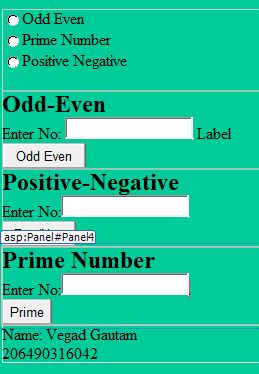 Odd Even
Prime Number
Positive Negative
Odd-Even
Enter No: Label
Odd Even
Positive-Negative
Enter No:
asp:Panel#Panel4
Prime Number
Enter No:
Prime
Name: Vegad Gautam
206490316042